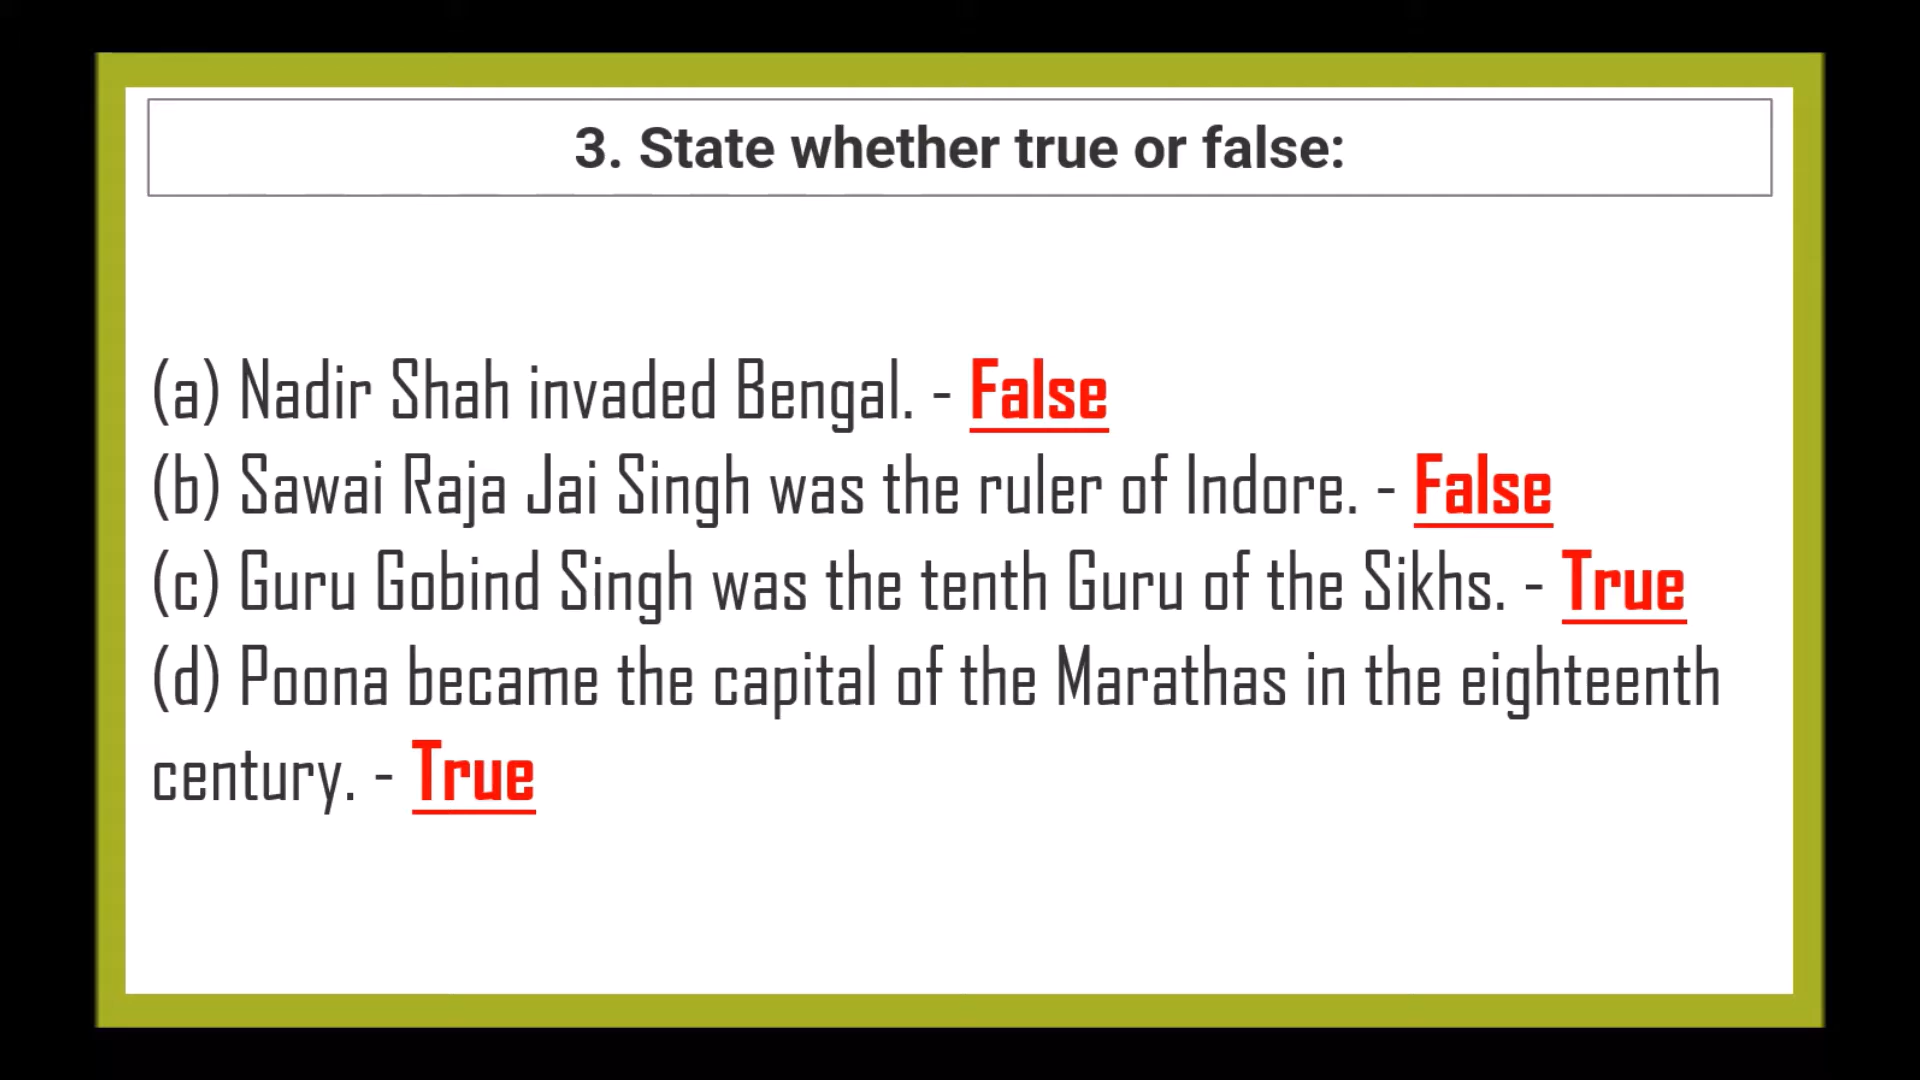 3. State whether true or false:
(a) Nadir Shah invaded Bengal. - False
(b) Sawai Raja Jai Singh was the ruler of Indore. - False
(c) Guru Gobind Singh was the tenth Guru of the Sikhs. - True
(d) Poona became the capital of the Marathas in the eighteenth
century. - True